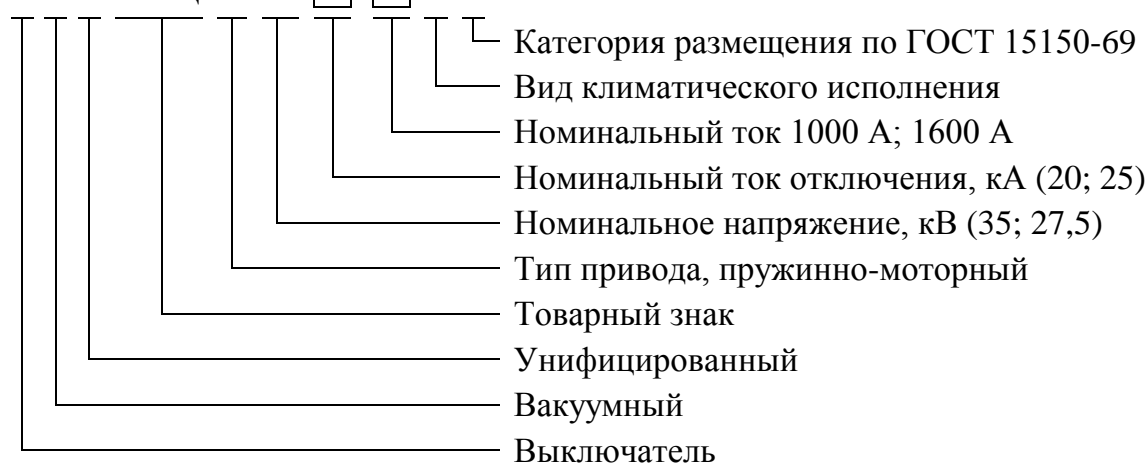 Категория размещения по ГОСТ 15150-69
Вид климатического исполнения
Номинальный ток 1000 А; 1600 А
Номинальный ток отключения, кА (20; 25)
Номинальное напряжение, кВ (35; 27,5)
Тип привода, пружинно-моторный
Товарный знак
Унифицированный
Вакуумный
Выключатель